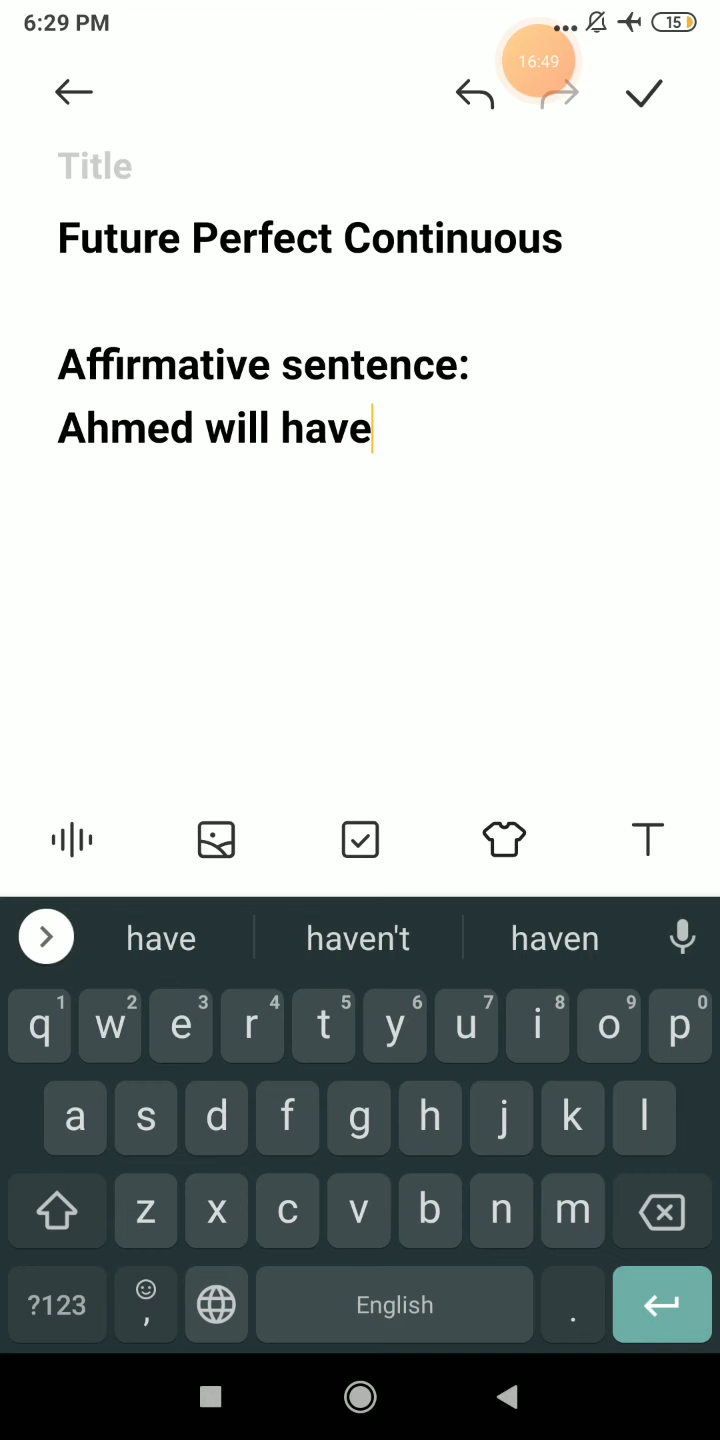 6:29 PM
15
16:49
Title
Future Perfect Continuous
Affirmative sentence:
Ahmed will have
have haven't haven
1 2 3 4 5 6 7 8 9 0
q w e r t y u i o p
a s d f g h j k l
z x c v b n m
?123 , English .